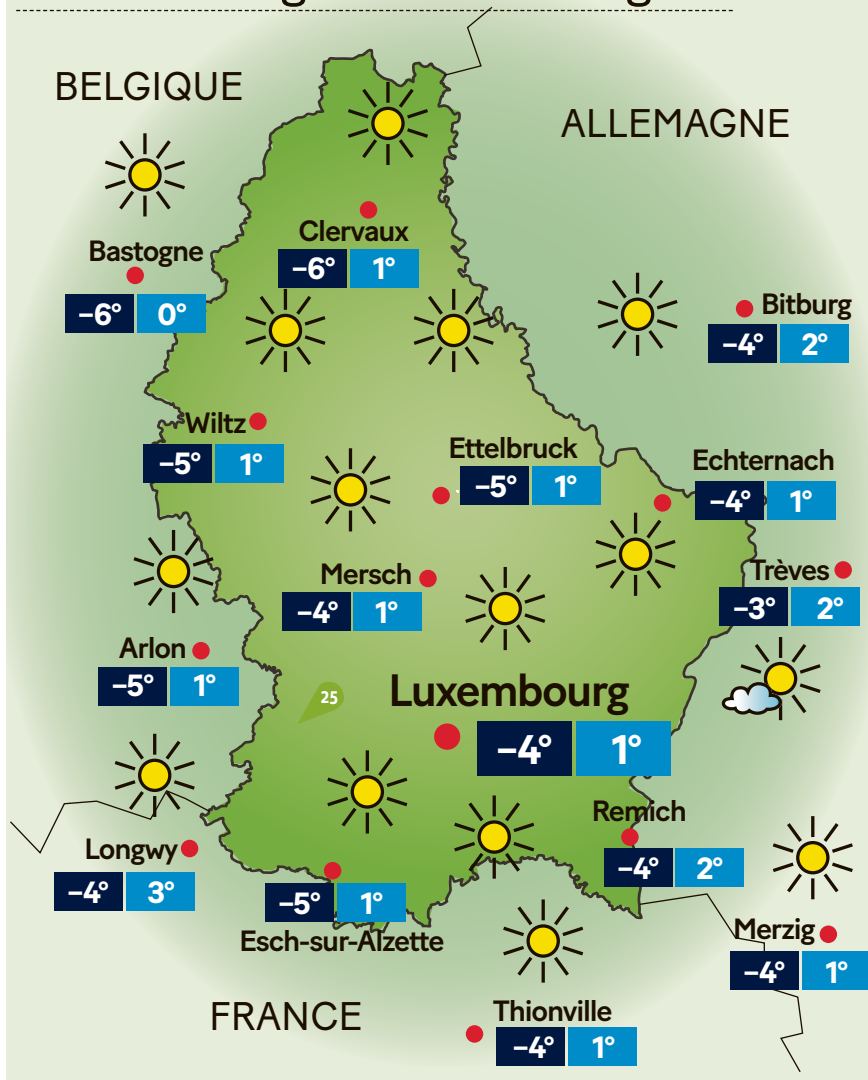 BELGIQUE
ALLEMAGNE
Clervaux
−6° 1°
Bastogne
−6° 0°
Bitburg
−4° 2°
Wiltz
−5° 1°
Ettelbruck
−5° 1°
Echternach
−4° 1°
Mersch
−4° 1°
Trèves
−3° 2°
Arlon
−5° 1°
25
Luxembourg
−4° 1°
Remich
−4° 2°
Longwy
−4° 3°
−5° 1°
Esch-sur-Alzette
Merzig
−4° 1°
FRANCE
Thionville
−4° 1°